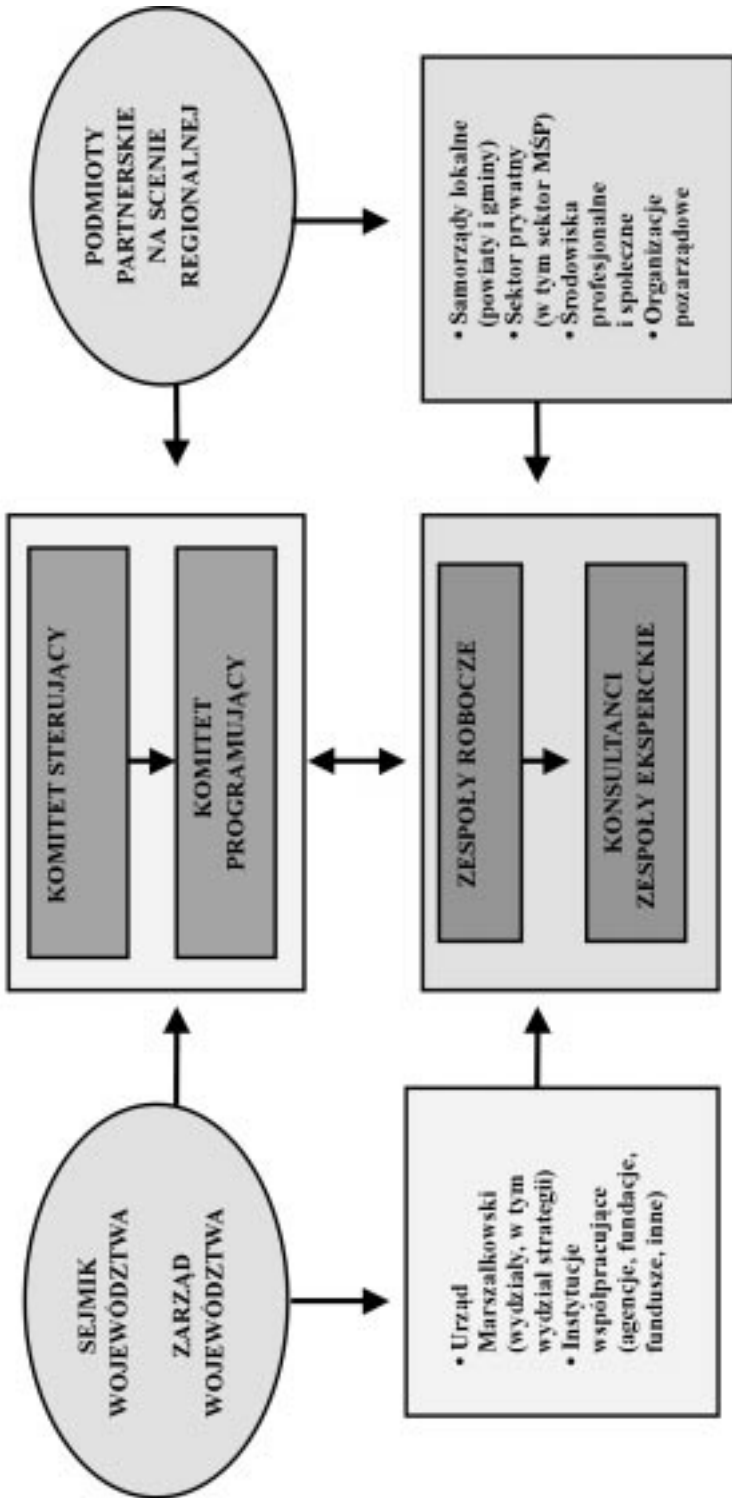 SEJMIK
WOJEWÓDZTWA
ZARZĄD
WOJEWÓDZTWA
KOMITET STERUJĄCY
KOMITET
PROGRAMUJĄCY
PODMIOTY
PARTNERSKIE
NA SCENIE
REGIONALNEJ
• Urząd
Marszałkowski
(wydziały, w tym
wydział strategii)
• Instytucje
współpracujące
(agencje, fundacje,
fundusze, inne)
ZESPOŁY ROBOCZE
KONSULTANCI
ZESPOŁY EKSPERCKIE
• Samorządy lokalne
(powiaty i gminy)
• Sektor prywatny
(w tym sektor MŚP)
• Środowiska
profesjonalne
i społeczne
• Organizacje
pozarządowe